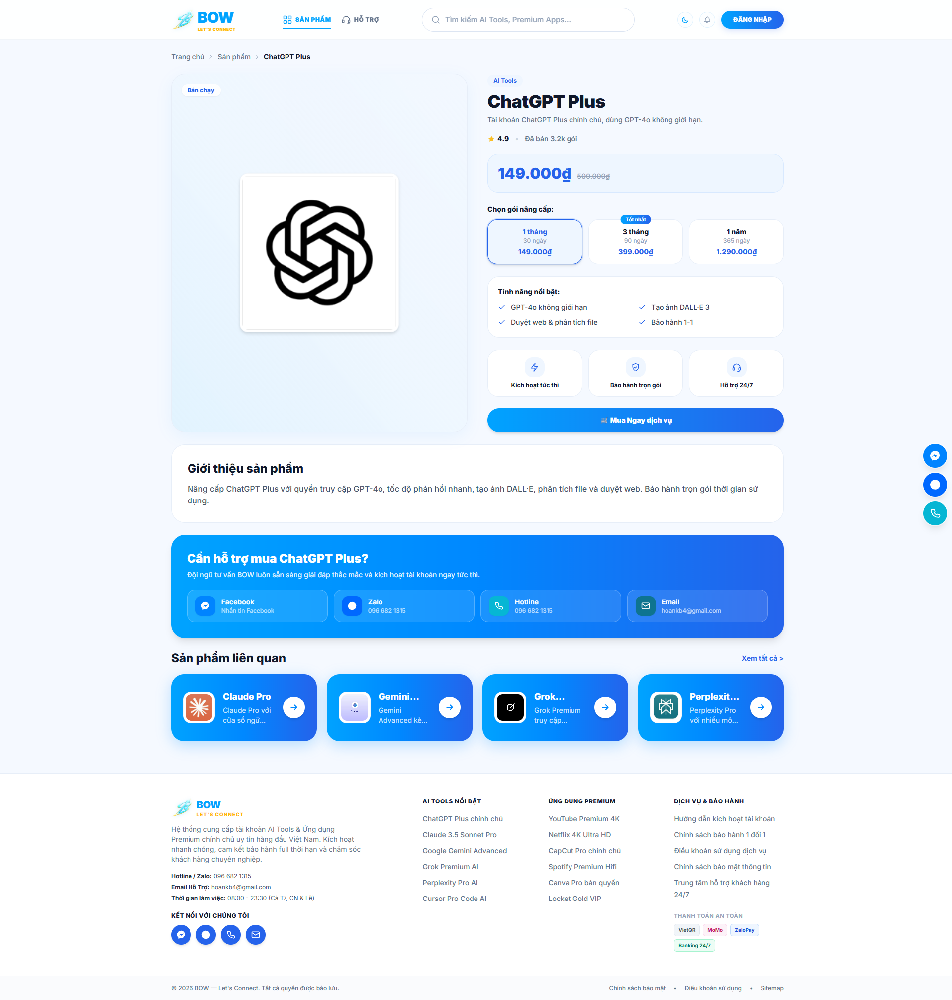 BOW
LET'S CONNECT
SẢN PHẨM
HỖ TRỢ
Tìm kiếm AI Tools, Premium Apps...
ĐĂNG NHẬP
Trang chủ > Sản phẩm > ChatGPT Plus
Bán chạy
AI Tools
ChatGPT Plus
Tài khoản ChatGPT Plus chính chủ, dùng GPT-4o không giới hạn.
4.9 • Đã bán 3.2k gói
149.000₫ 500.000₫
Chọn gói nâng cấp:
1 tháng
30 ngày
149.000₫
Tốt nhất
3 tháng
90 ngày
399.000₫
1 năm
365 ngày
1.290.000₫
Tính năng nổi bật:
GPT-4o không giới hạn
Tạo ảnh DALL·E 3
Duyệt web & phân tích file
Bảo hành 1-1
Kích hoạt tức thì
Bảo hành trọn gói
Hỗ trợ 24/7
Mua Ngay dịch vụ
Giới thiệu sản phẩm
Nâng cấp ChatGPT Plus với quyền truy cập GPT-4o, tốc độ phản hồi nhanh, tạo ảnh DALL·E, phân tích file và duyệt web. Bảo hành trọn gói thời gian sử
dụng.
Cần hỗ trợ mua ChatGPT Plus?
Đội ngũ tư vấn BOW luôn sẵn sàng giải đáp thắc mắc và kích hoạt tài khoản ngay tức thì.
Facebook
Nhắn tin Facebook
Zalo
096 682 1315
Hotline
096 682 1315
Email
hoankb4@gmail.com
Sản phẩm liên quan
Xem tất cả >
Claude Pro
Claude Pro với
cửa sổ ngữ...
Gemini...
Gemini
Advanced kè...
Grok...
Grok Premium
truy cập...
Perplexit...
Perplexity Pro
với nhiều mô...
BOW
LET'S CONNECT
Hệ thống cung cấp tài khoản AI Tools & Ứng dụng
Premium chính chủ uy tín hàng đầu Việt Nam. Kích hoạt
nhanh chóng, cam kết bảo hành full thời hạn và chăm sóc
khách hàng chuyên nghiệp.
Hotline / Zalo: 096 682 1315
Email Hỗ Trợ: hoankb4@gmail.com
Thời gian làm việc: 08:00 - 23:30 (Cả T7, CN & Lễ)
KẾT NỐI VỚI CHÚNG TÔI
AI TOOLS NỔI BẬT
ChatGPT Plus chính chủ
Claude 3.5 Sonnet Pro
Google Gemini Advanced
Grok Premium AI
Perplexity Pro AI
Cursor Pro Code AI
ỨNG DỤNG PREMIUM
YouTube Premium 4K
Netflix 4K Ultra HD
CapCut Pro chính chủ
Spotify Premium Hifi
Canva Pro bản quyền
Locket Gold VIP
DỊCH VỤ & BẢO HÀNH
Hướng dẫn kích hoạt tài khoản
Chính sách bảo hành 1 đổi 1
Điều khoản sử dụng dịch vụ
Chính sách bảo mật thông tin
Trung tâm hỗ trợ khách hàng
24/7
THANH TOÁN AN TOÀN
VietQR
MoMo
ZaloPay
Banking 24/7
© 2026 BOW — Let's Connect. Tất cả quyền được bảo lưu.
Chính sách bảo mật • Điều khoản sử dụng • Sitemap